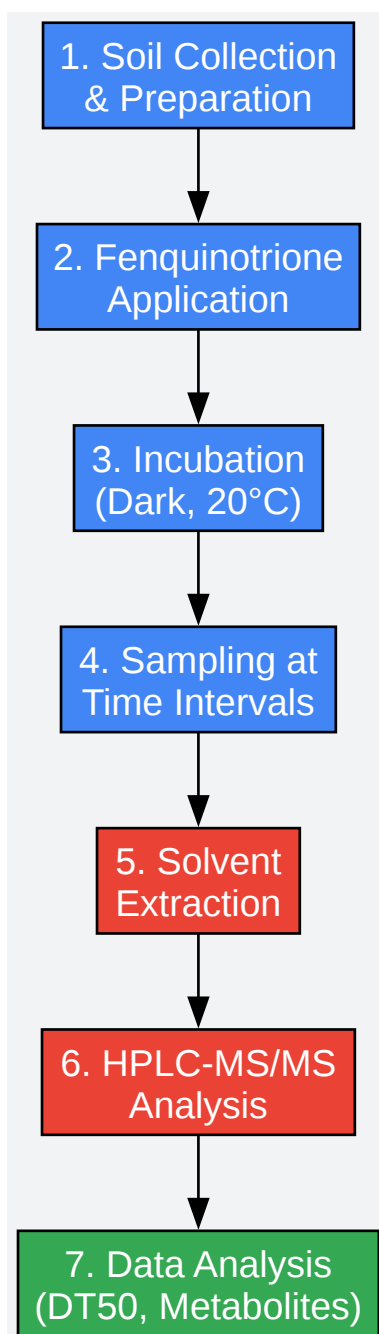 1. Soil Collection
& Preparation
2. Fenquinotrione
Application
3. Incubation
(Dark, 20°C)
4. Sampling at
Time Intervals
5. Solvent
Extraction
6. HPLC-MS/MS
Analysis
7. Data Analysis
(DT50, Metabolites)